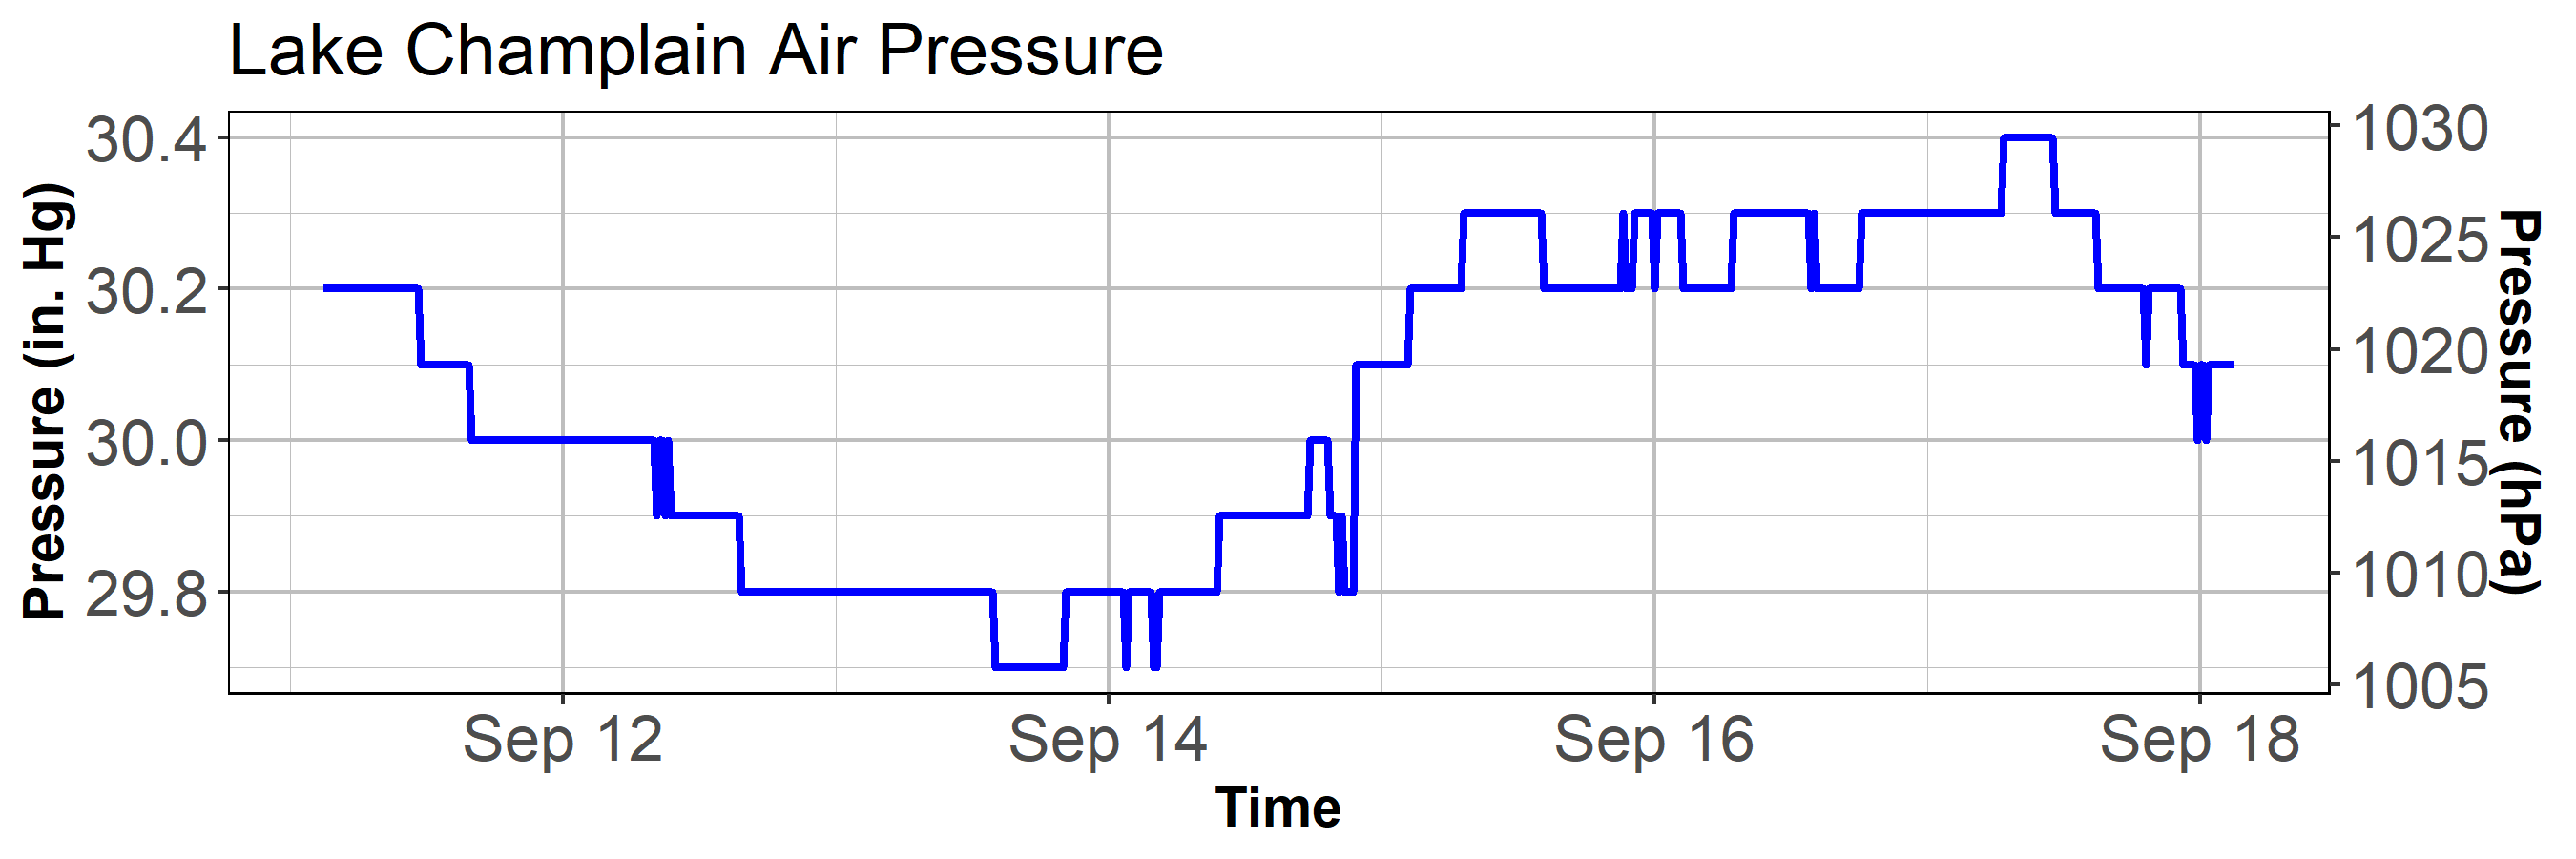 Lake Champlain Air Pressure
30.4
30.2
30.0
29.8
Pressure (in. Hg)
1030
1025
1020
1015
1010
1005
Pressure (hPa)
Sep 12
Sep 14
Sep 16
Sep 18
Time